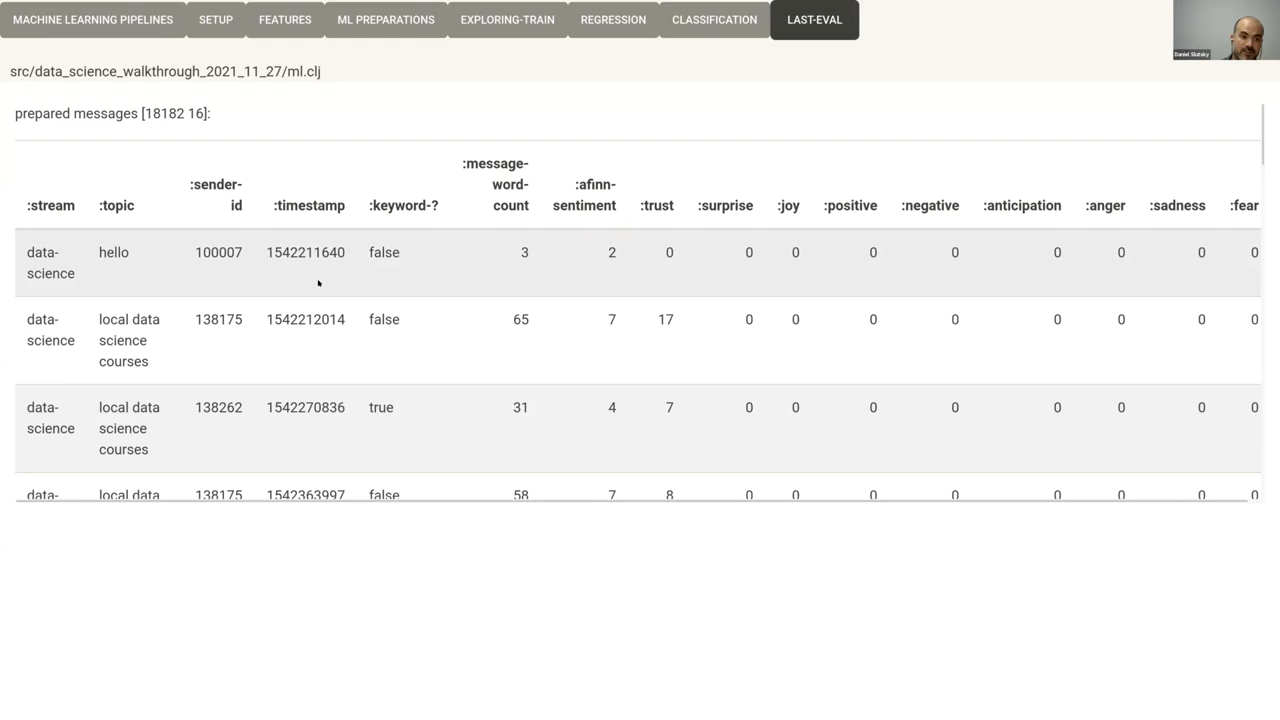 MACHINE LEARNING PIPELINES SETUP FEATURES ML PREPARATIONS EXPLORING-TRAIN REGRESSION CLASSIFICATION LAST-EVAL
Daniel Slutsky
src/data_science_walkthrough_2021_11_27/ml.clj
prepared messages [18182 16]:
:message-
:sender- word- :afinn-
:stream :topic id :timestamp :keyword-? count sentiment :trust :surprise :joy :positive :negative :anticipation :anger :sadness :fear
data- hello 100007 1542211640 false 3 2 0 0 0 0 0 0 0 0 0
science
data- local data 138175 1542212014 false 65 7 17 0 0 0 0 0 0 0 0
science science
courses
data- local data 138262 1542270836 true 31 4 7 0 0 0 0 0 0 0 0
science science
courses
data- local data 138175 1542363997 false 58 7 8 0 0 0 0 0 0 0 0